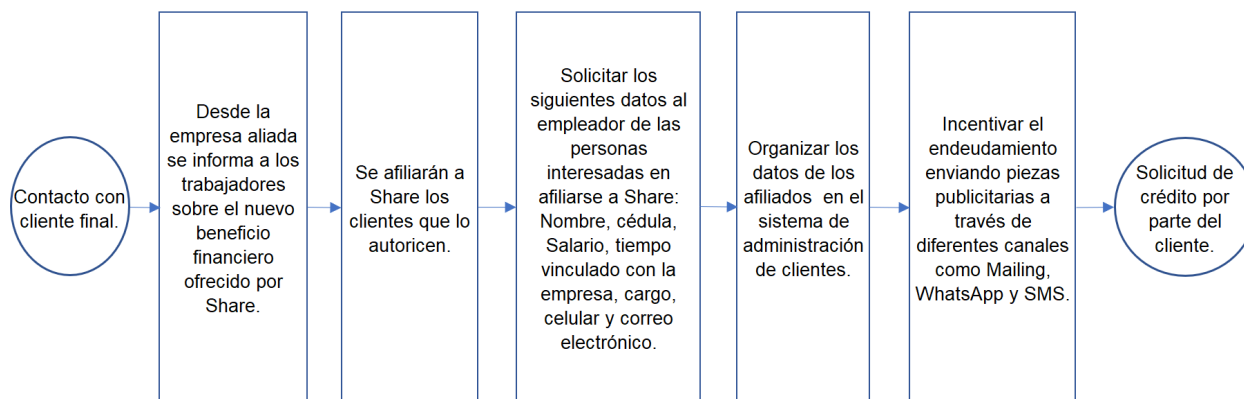 Contacto con
cliente final.
Desde la
empresa aliada
se informa a los
trabajadores
sobre el nuevo
beneficio
financiero
ofrecido por
Share.
Se afiliarán a
Share los
clientes que lo
autoricen.
Solicitar los
siguientes datos al
empleador de las
personas
interesadas en
afiliarse a Share:
Nombre, cédula,
Salario, tiempo
vinculado con la
empresa, cargo,
celular y correo
electrónico.
Organizar los
datos de los
afiliados en el
sistema de
administración
de clientes.
Incentivar el
endeudamiento
enviando piezas
publicitarias a
través de
diferentes canales
como Mailing,
WhatsApp y SMS.
Solicitud de
crédito por
parte del
cliente.